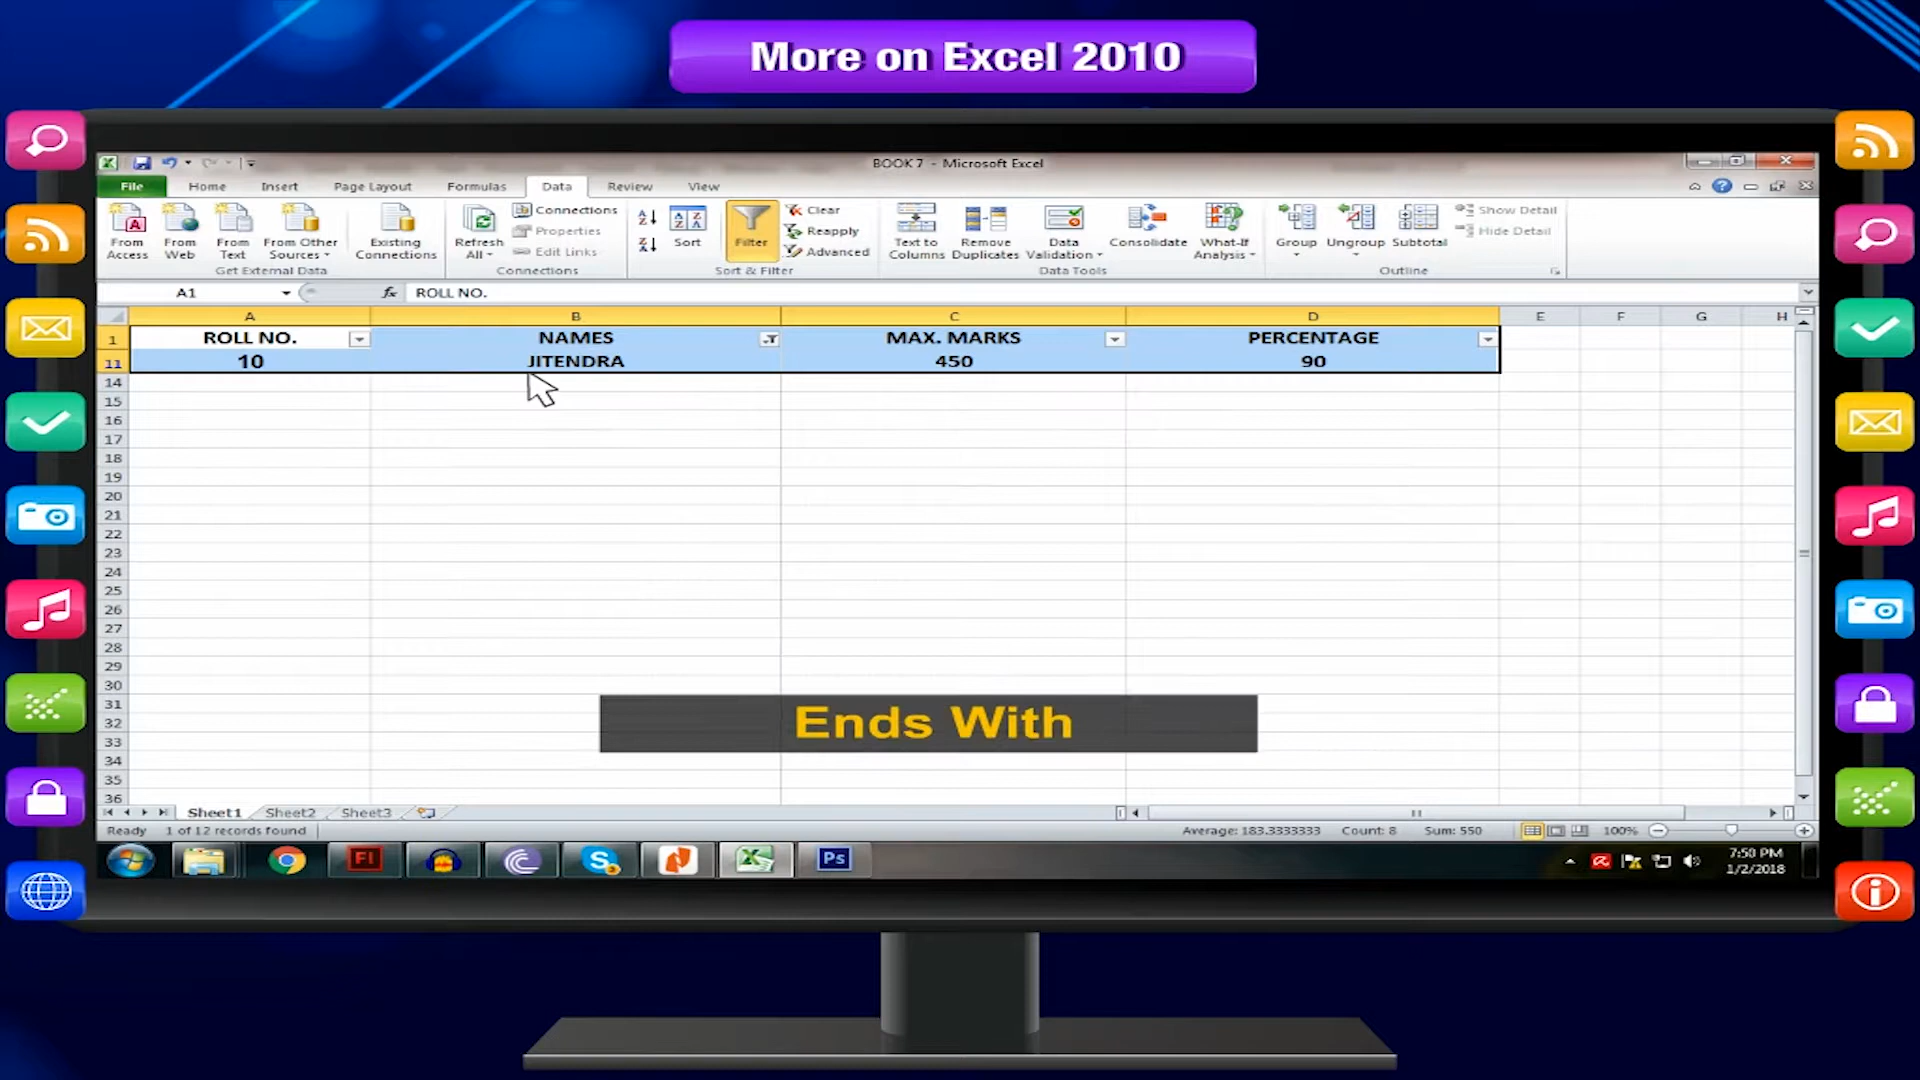 More on Excel 2010
BOOK 7 - Microsoft Excel
File Home Insert Page Layout Formulas Data Review View
From Access
From Web
From Text
From Other Sources
Existing Connections
Get External Data
Refresh All
Connections
Properties
Edit Links
Connections
Sort
Filter
Clear
Reapply
Advanced
Sort & Filter
Text to Columns
Remove Duplicates
Data Validation
Consolidate
What-If Analysis
Data Tools
Group
Ungroup
Subtotal
Show Detail
Hide Detail
Outline
A1 fx ROLL NO.
A B C D E F G H
1 ROLL NO. NAMES MAX. MARKS PERCENTAGE
11 10 JITENDRA 450 90
14
15
16
17
18
19
20
21
22
23
24
25
26
27
28
29
30
31
32
33
34
35
36
Ends With
Sheet1 Sheet2 Sheet3
Ready 1 of 12 records found Average: 183.3333333 Count: 8 Sum: 550 100%
Fl Ps
7:50 PM
1/2/2018